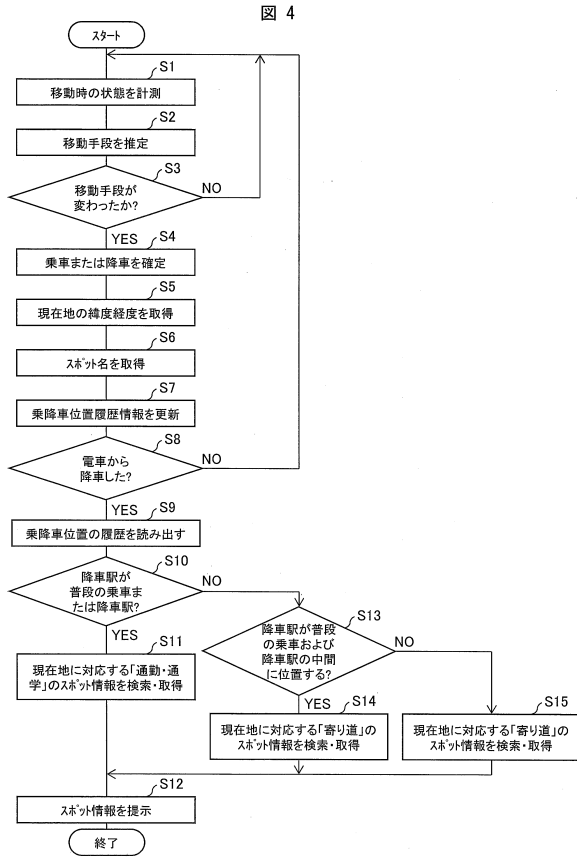 図 4
スタート
S1
移動時の状態を計測
S2
移動手段を推定
S3
移動手段が
変わったか?
NO
YES
S4
乗車または降車を確定
S5
現在地の緯度経度を取得
S6
スポット名を取得
S7
乗降車位置履歴情報を更新
S8
電車から
降車した?
NO
YES
S9
乗降車位置の履歴を読み出す
S10
降車駅が
普段の乗車ま
たは降車駅?
NO
YES
S13
降車駅が普段
の乗車および
降車駅の中間
に位置する?
NO
YES
S11
現在地に対応する「通勤・通
学」のスポット情報を検索・取得
S14
現在地に対応する「寄り道」の
スポット情報を検索・取得
S15
現在地に対応する「寄り道」の
スポット情報を検索・取得
S12
スポット情報を提示
終了